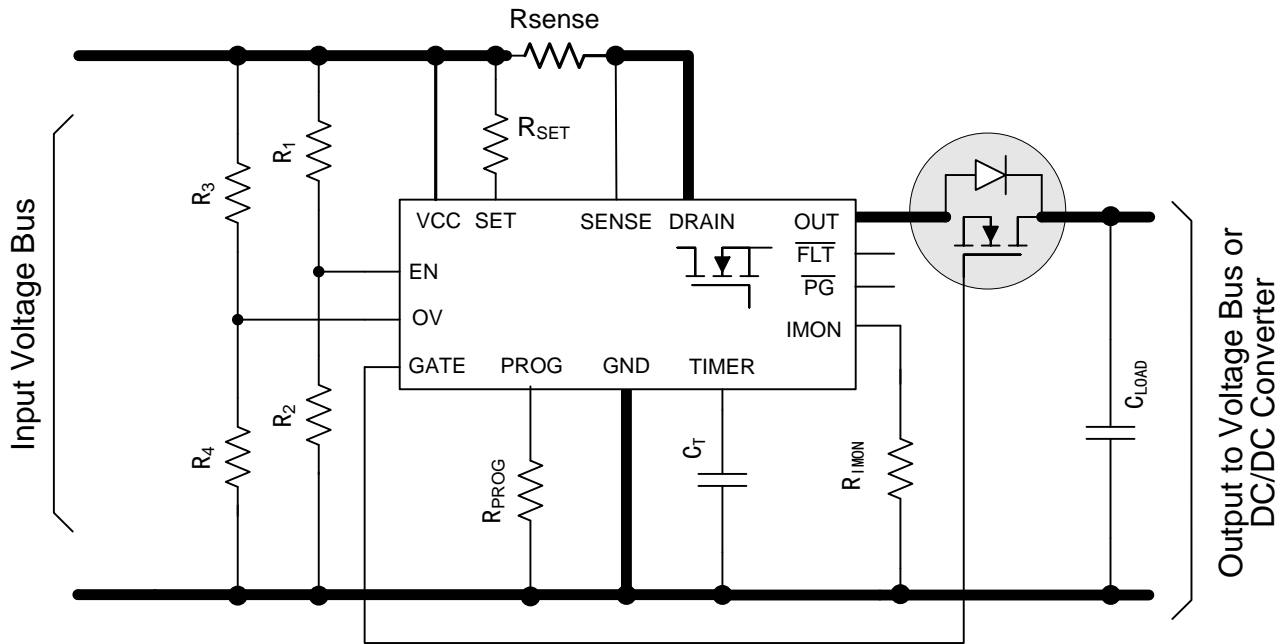 Rsense
RSET
R1
R3
VCC SET SENSE DRAIN OUT
FLT
EN
PG
OV
IMON
GATE PROG GND TIMER
R2
R4
RPROG
CT
RIMON
CLOAD
Input Voltage Bus
Output to Voltage Bus or
DC/DC Converter